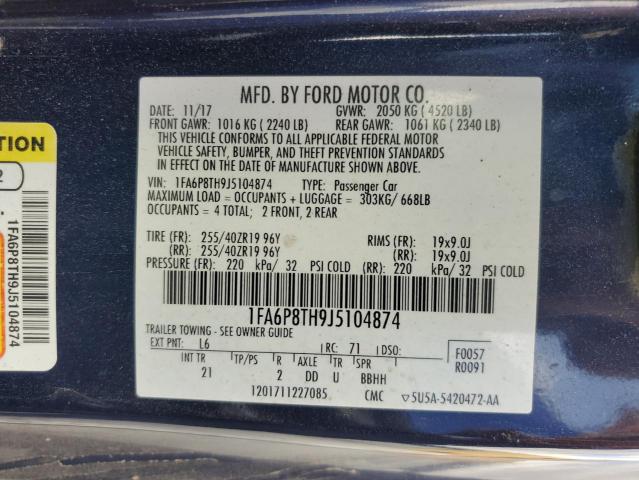 MFD. BY FORD MOTOR CO.
DATE: 11/17 GVWR: 2050 KG ( 4520 LB)
FRONT GAWR: 1016 KG ( 2240 LB) REAR GAWR: 1061 KG ( 2340 LB)
THIS VEHICLE CONFORMS TO ALL APPLICABLE FEDERAL MOTOR
VEHICLE SAFETY, BUMPER, AND THEFT PREVENTION STANDARDS
IN EFFECT ON THE DATE OF MANUFACTURE SHOWN ABOVE.
VIN: 1FA6P8TH9J5104874 TYPE: Passenger Car
MAXIMUM LOAD = OCCUPANTS + LUGGAGE = 303KG/ 668LB
OCCUPANTS = 4 TOTAL; 2 FRONT, 2 REAR
TIRE (FR): 255/40ZR19 96Y RIMS (FR): 19x9.0J
(RR): 255/40ZR19 96Y (RR): 19x9.0J
PRESSURE (FR): 220 kPa/ 32 PSI COLD (RR): 220 kPa/ 32 PSI COLD
1FA6P8TH9J5104874
TRAILER TOWING - SEE OWNER GUIDE
EXT PNT: L6 RC: 71 DSO: F0057
INT TR TP/PS R AXLE TR SPR R0091
21 2 DD U BBHH
1201711227085 CMC ▽5U5A-5420472-AA
TION
2
1FA6P8TH9J5104874